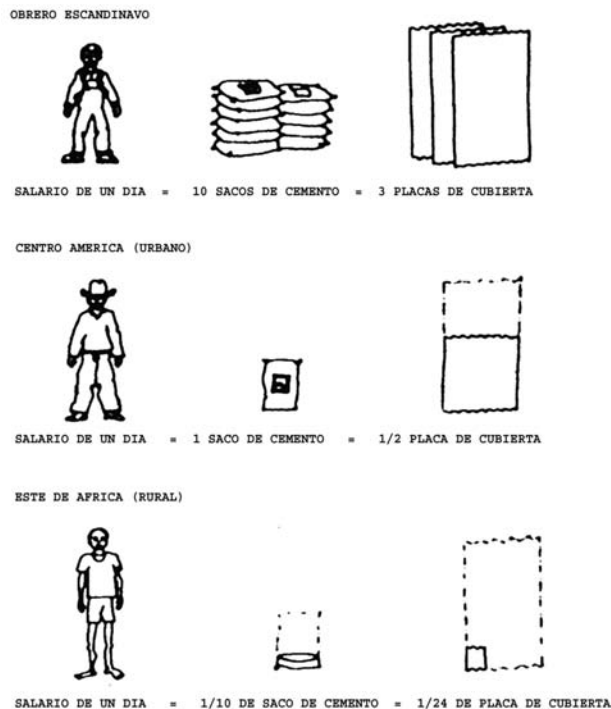 OBRERO ESCANDINAVO
SALARIO DE UN DIA = 10 SACOS DE CEMENTO = 3 PLACAS DE CUBIERTA
CENTRO AMERICA (URBANO)
SALARIO DE UN DIA = 1 SACO DE CEMENTO = 1/2 PLACA DE CUBIERTA
ESTE DE AFRICA (RURAL)
SALARIO DE UN DIA = 1/10 DE SACO DE CEMENTO = 1/24 DE PLACA DE CUBIERTA